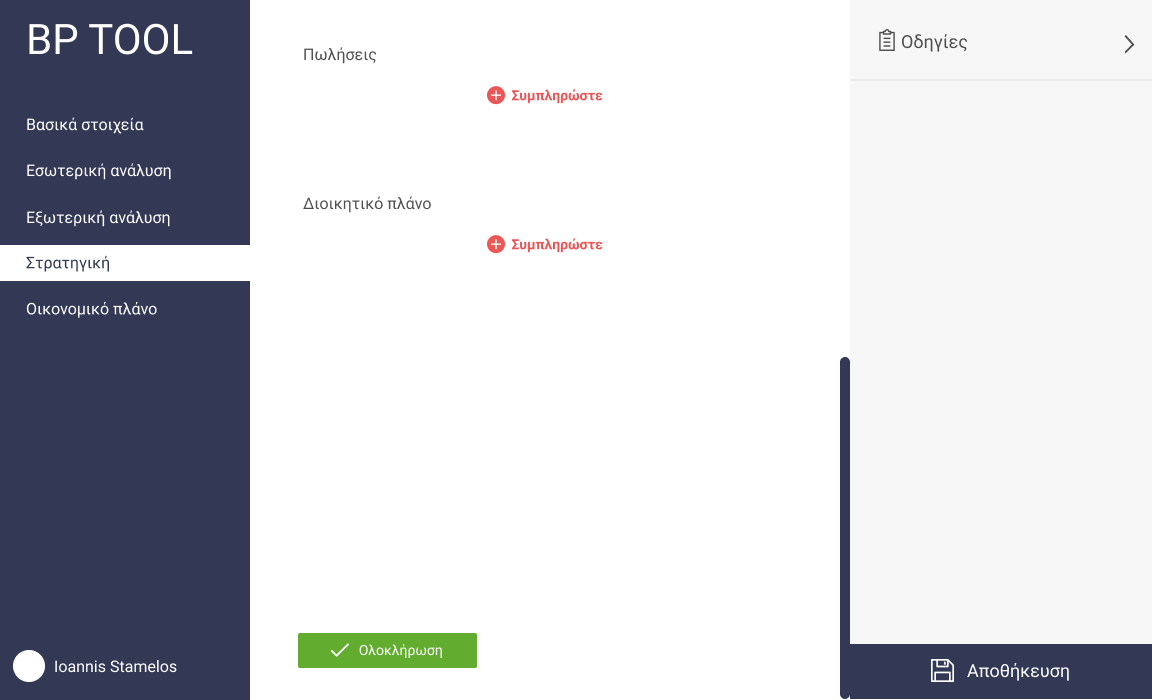 BP TOOL
Βασικά στοιχεία
Εσωτερική ανάλυση
Εξωτερική ανάλυση
Στρατηγική
Οικονομικό πλάνο
Ioannis Stamelos
Πωλήσεις
Συμπληρώστε
Διοικητικό πλάνο
Συμπληρώστε
Ολοκλήρωση
Οδηγίες
Αποθήκευση